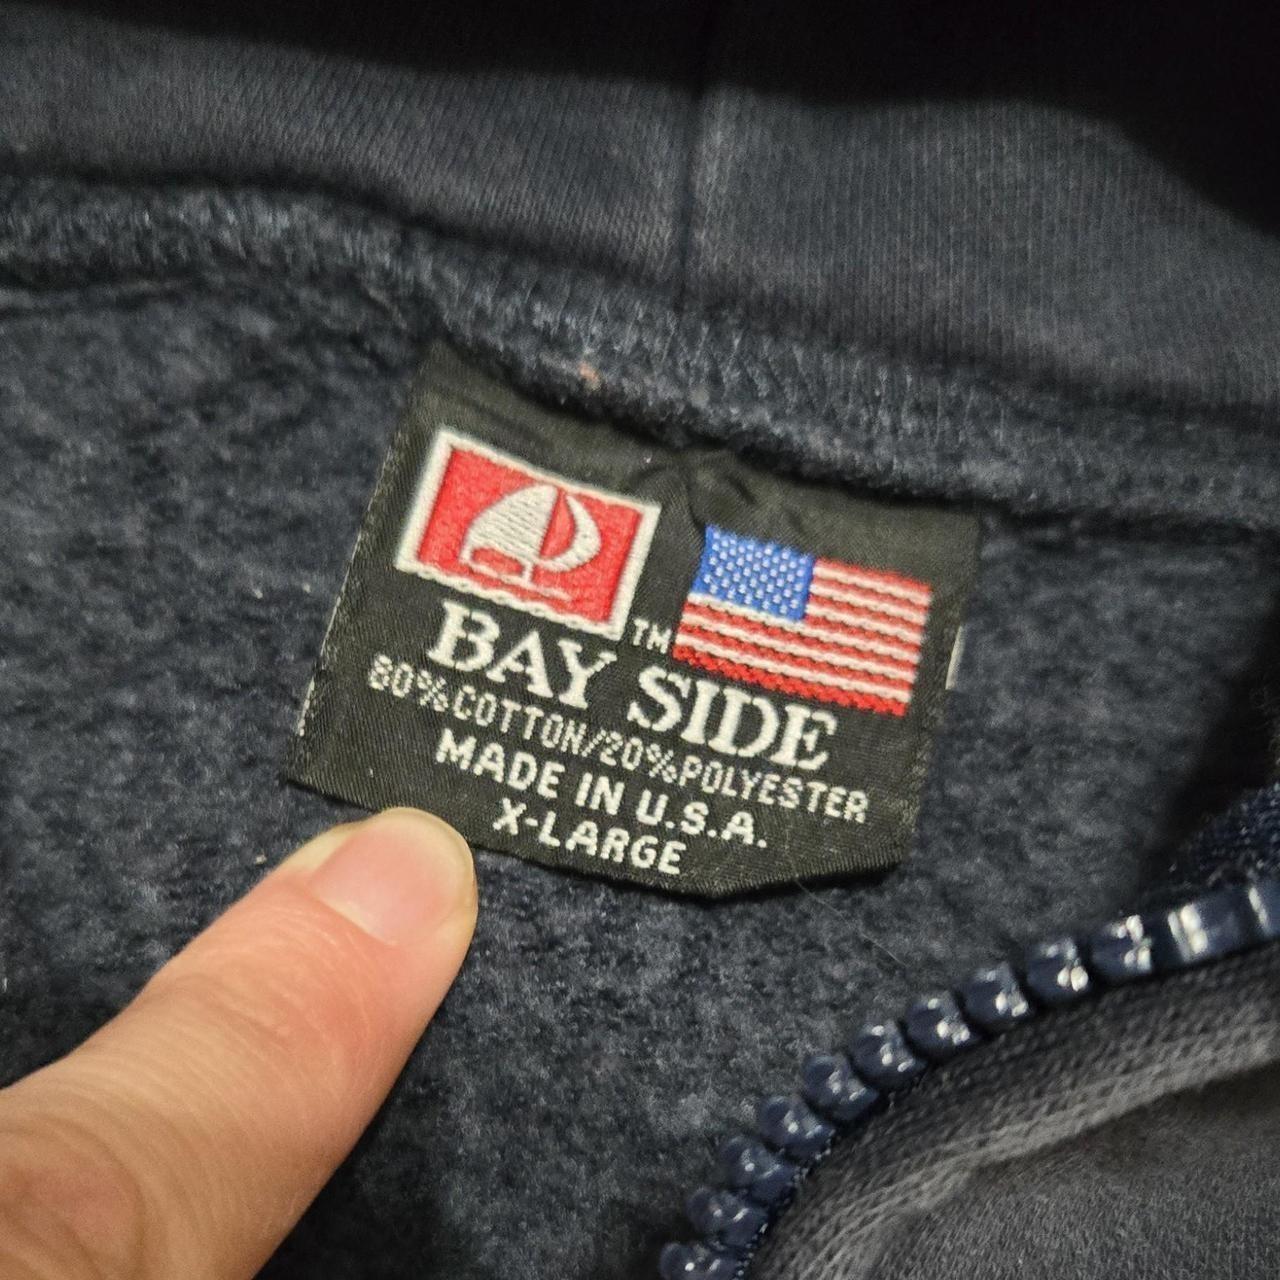 TM
BAY SIDE
80%COTTON/20%POLYESTER
MADE IN U.S.A.
X-LARGE